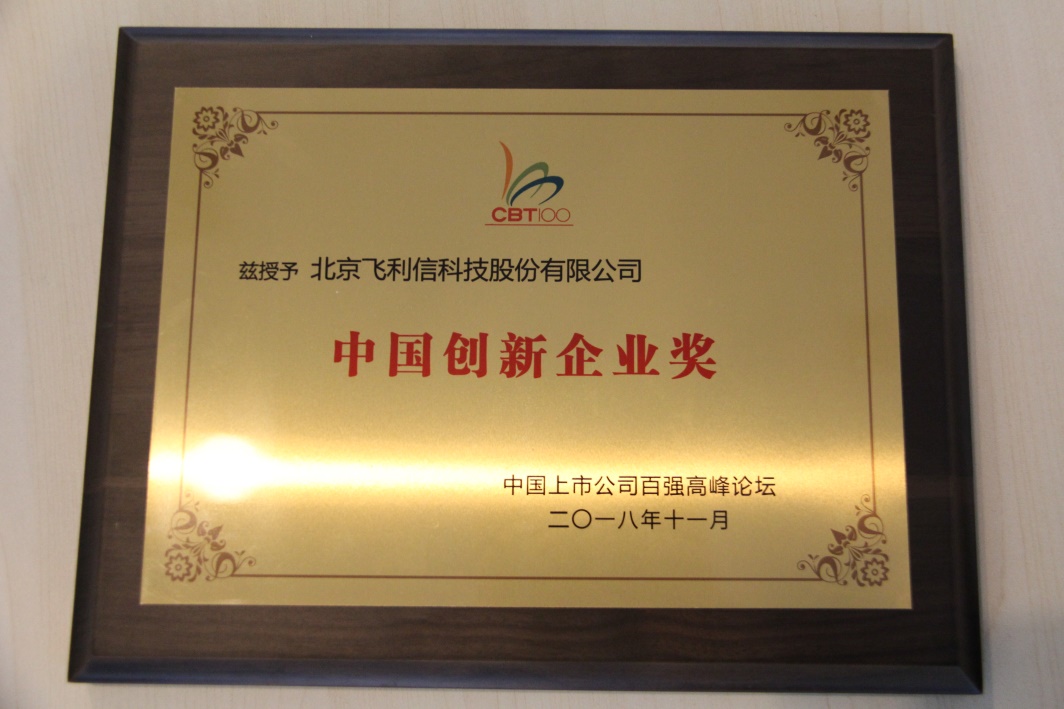 CBT100
兹授予 北京飞利信科技股份有限公司
中国创新企业奖
中国上市公司百强高峰论坛
二〇一八年十一月